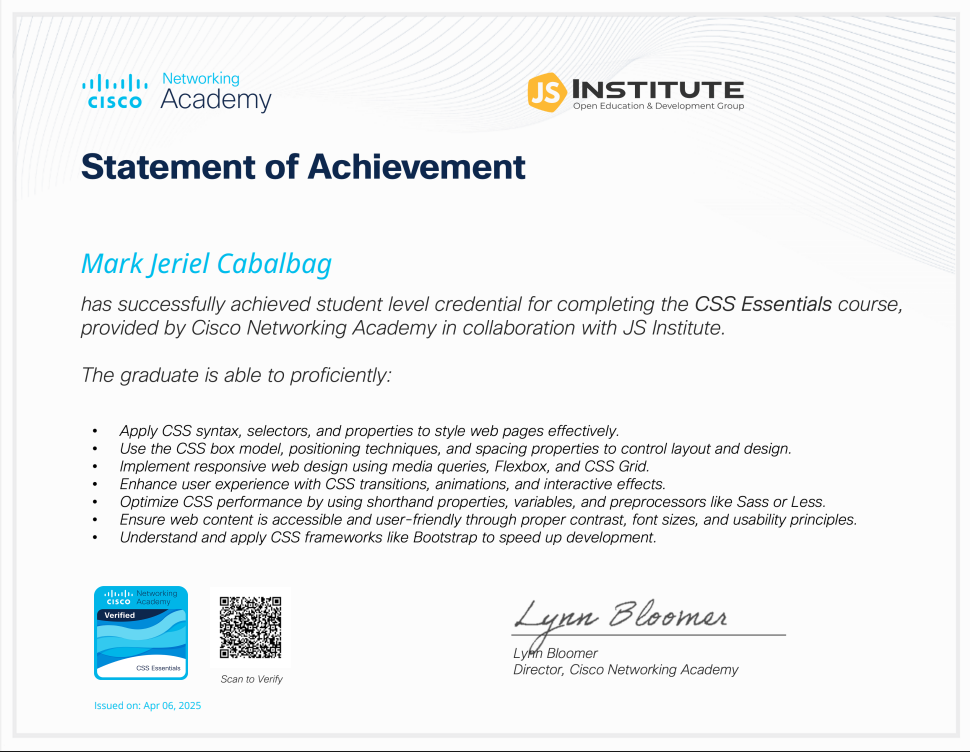 CISCO
Networking
Academy
JS INSTITUTE
Open Education & Development Group
Statement of Achievement
Mark Jeriel Cabalbag
has successfully achieved student level credential for completing the CSS Essentials course,
provided by Cisco Networking Academy in collaboration with JS Institute.
The graduate is able to proficiently:
• Apply CSS syntax, selectors, and properties to style web pages effectively.
• Use the CSS box model, positioning techniques, and spacing properties to control layout and design.
• Implement responsive web design using media queries, Flexbox, and CSS Grid.
• Enhance user experience with CSS transitions, animations, and interactive effects.
• Optimize CSS performance by using shorthand properties, variables, and preprocessors like Sass or Less.
• Ensure web content is accessible and user-friendly through proper contrast, font sizes, and usability principles.
• Understand and apply CSS frameworks like Bootstrap to speed up development.
CISCO
Networking
Academy
Verified
CSS Essentials
Scan to Verify
Issued on: Apr 06, 2025
Lynn Bloomer
Lynn Bloomer
Director, Cisco Networking Academy